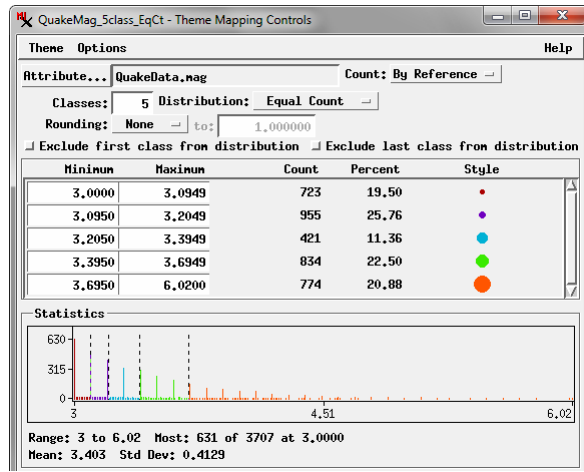 QuakeMag_5class_EqCt - Theme Mapping Controls
Theme Options Help
Attribute... QuakeData.mag Count: By Reference
Classes: 5 Distribution: Equal Count
Rounding: None to: 1.000000
Exclude first class from distribution Exclude last class from distribution
Minimum Maximum Count Percent Style
3.0000 3.0949 723 19.50
3.0950 3.2049 955 25.76
3.2050 3.3949 421 11.36
3.3950 3.6949 834 22.50
3.6950 6.0200 774 20.88
Statistics
630
315
0
3 4.51 6.02
Range: 3 to 6.02 Most: 631 of 3707 at 3.0000
Mean: 3.403 Std Dev: 0.4129